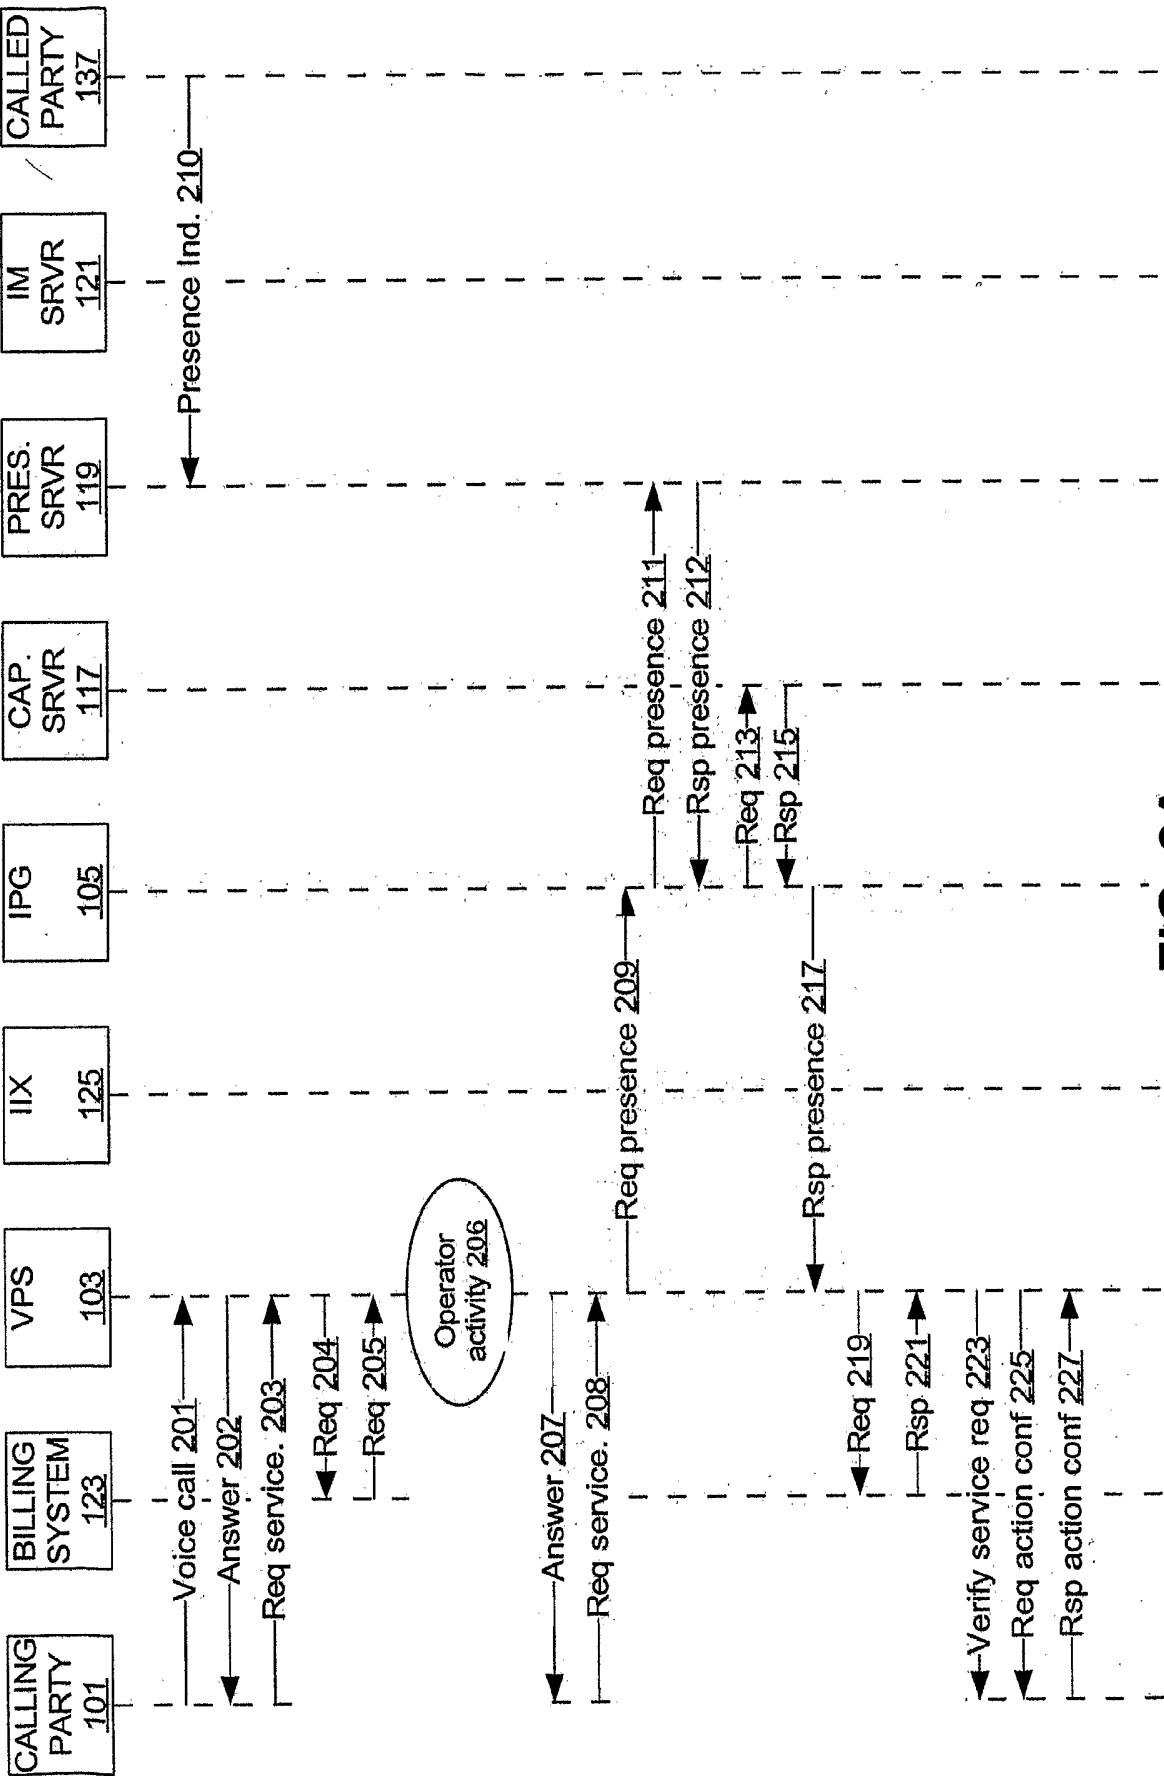 CALLING
PARTY
101
BILLING
SYSTEM
123
VPS
103
IIX
125
IPG
105
CAP.
SRVR
117
PRES.
SRVR
119
IM
SRVR
121
CALLED
PARTY
137
Voice call 201
Presence Ind. 210
Answer 202
Req service. 203
Req 204
Req 205
Operator
activity 206
Answer 207
Req service. 208
Req presence 209
Req presence 211
Rsp presence 212
Req 213
Rsp 215
Rsp presence 217
Req 219
Rsp 221
Verify service req 223
Req action conf 225
Rsp action conf 227